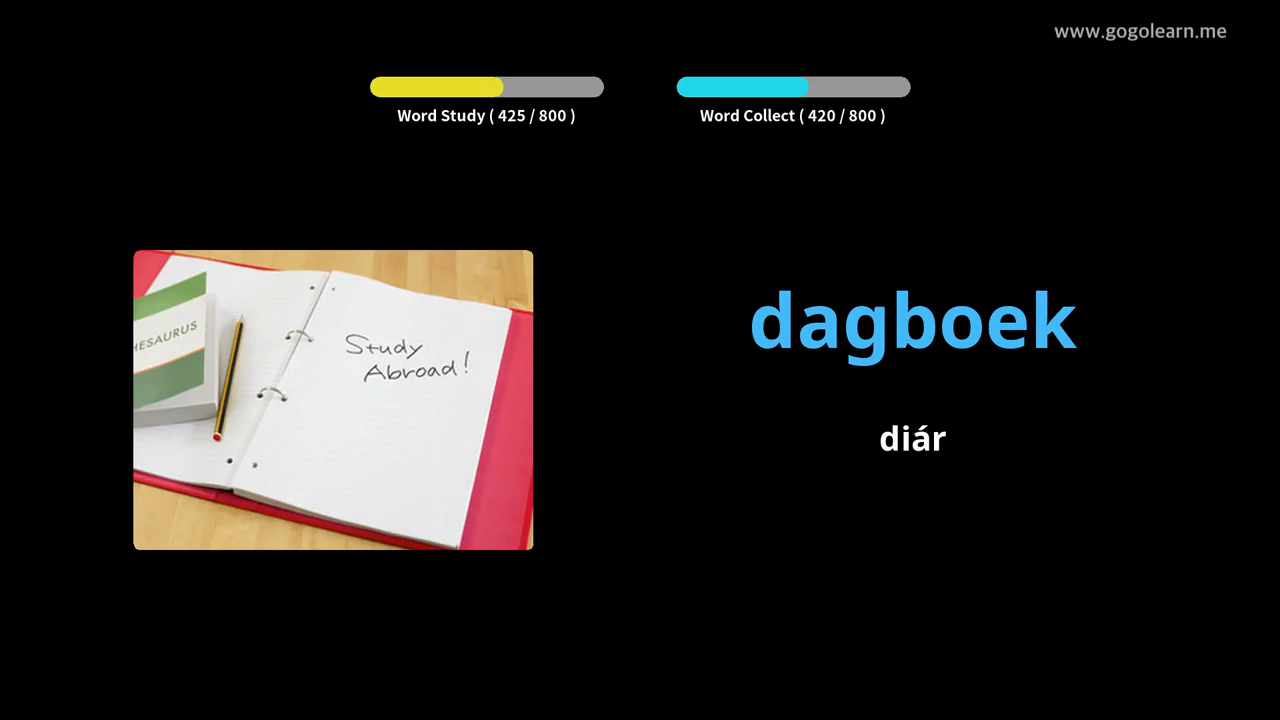 www.gogolearn.me
Word Study ( 425 / 800 )
Word Collect ( 420 / 800 )
HESAURUS
Study
Abroad!
dagboek
diár